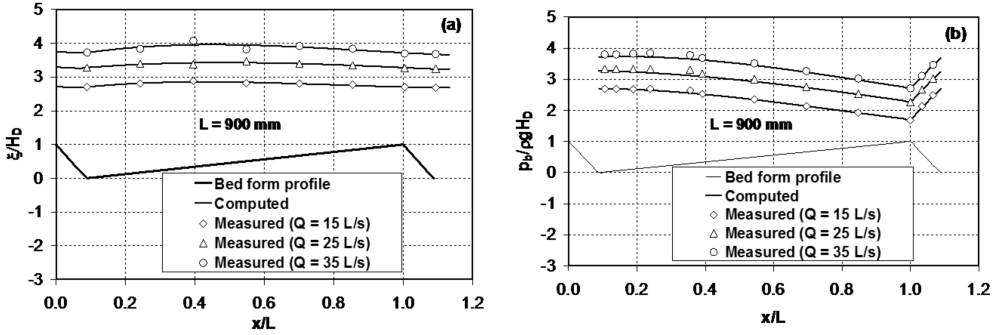 (a)
5
4
3
2
1
0
-1
-2
-3
ξ/H_D
L = 900 mm
Bed form profile
Computed
Measured (Q = 15 L/s)
Measured (Q = 25 L/s)
Measured (Q = 35 L/s)
0.0 0.2 0.4 0.6 0.8 1.0 1.2
x/L
(b)
5
4
3
2
1
0
-1
-2
-3
p_b/ρgH_D
L = 900 mm
Bed form profile
Computed
Measured (Q = 15 L/s)
Measured (Q = 25 L/s)
Measured (Q = 35 L/s)
0.0 0.2 0.4 0.6 0.8 1.0 1.2
x/L